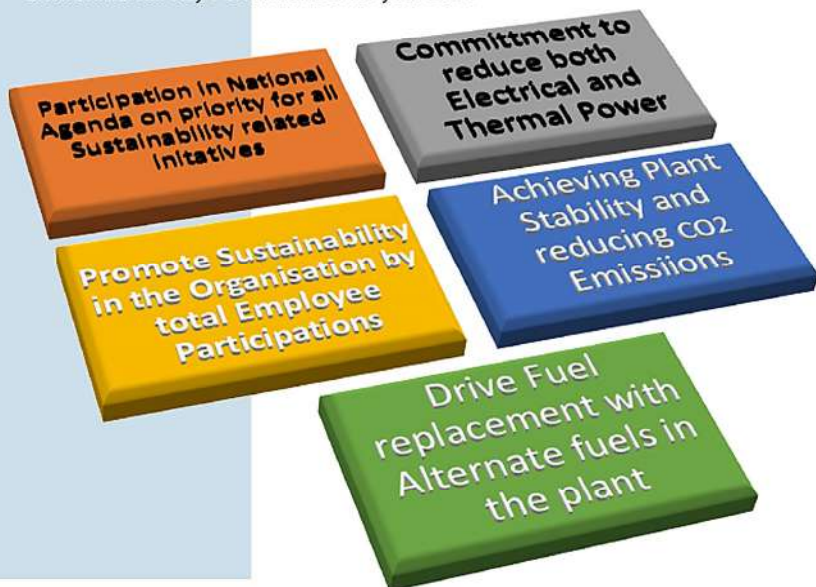 Participation in National
Agenda on priority for all
Sustainability related
Initatives
Committment to
reduce both
Electrical and
Thermal Power
Promote Sustainability
in the Organisation by
total Employee
Participations
Achieving Plant
Stability and
reducing CO2
Emissiions
Drive Fuel
replacement with
Alternate fuels in
the plant